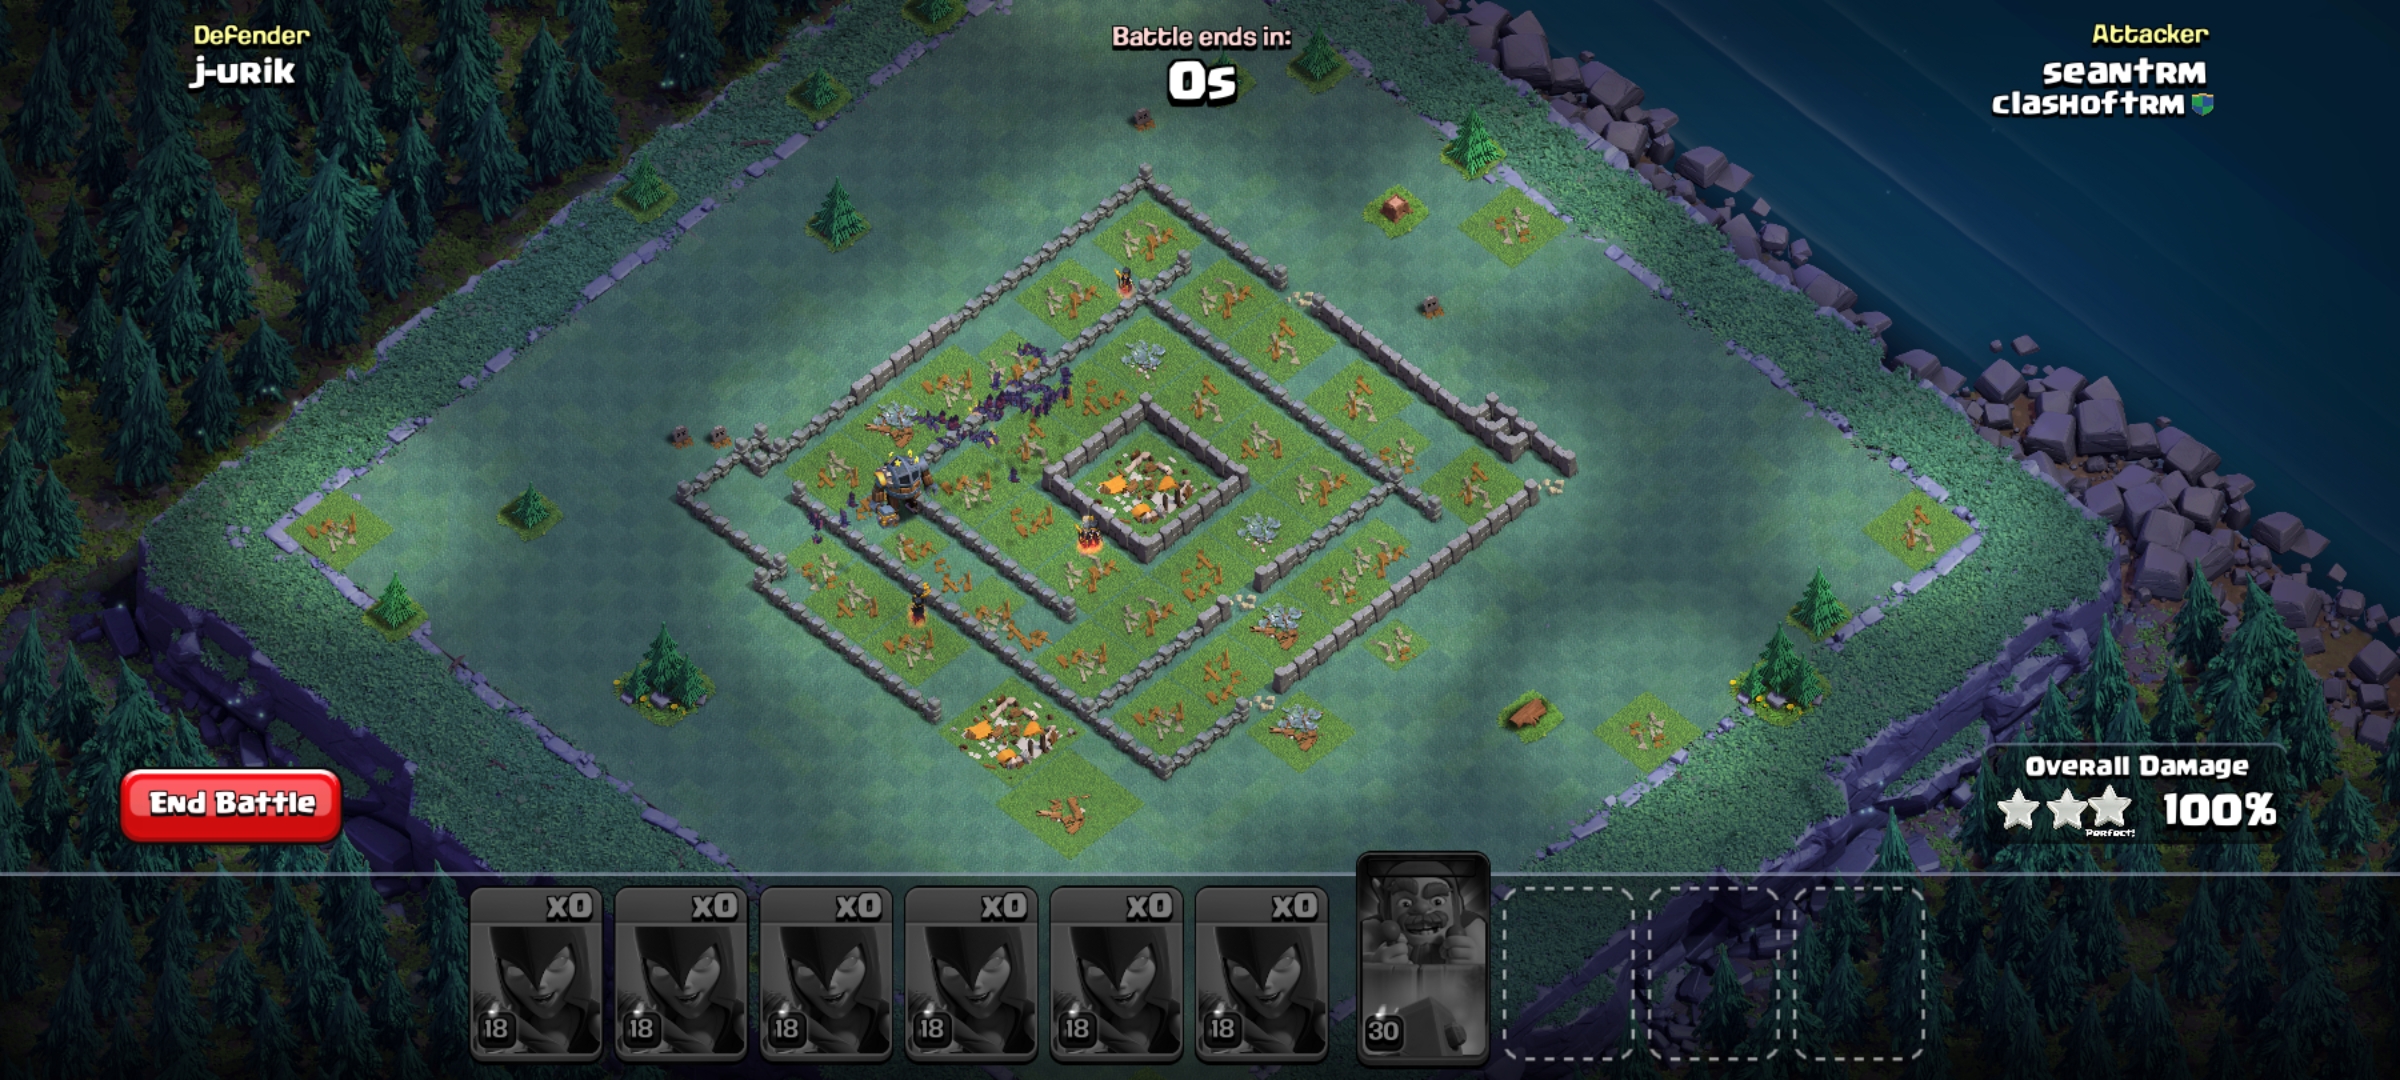 Defender
j-urik
Battle ends in:
0s
Attacker
seantrm
clashoftrm
End Battle
Overall Damage
Perfect!
100%
x0
x0
x0
x0
x0
x0
18
18
18
18
18
18
30